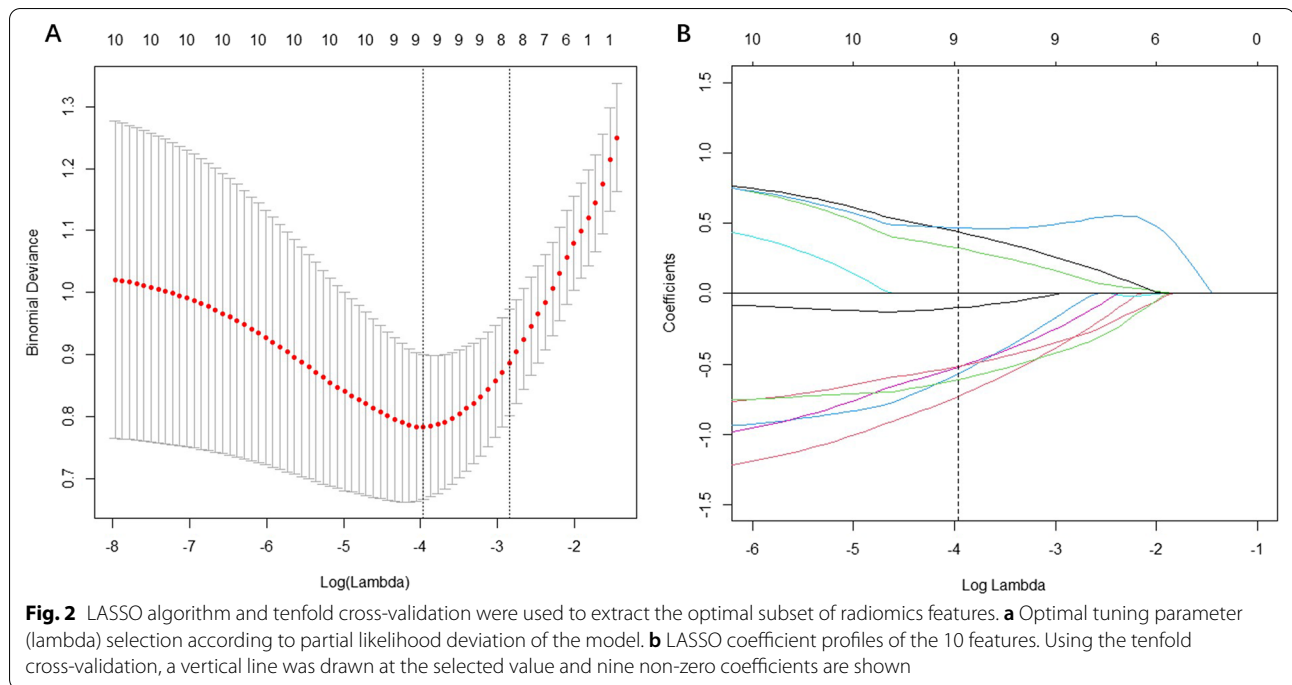 A
10 10 10 10 10 10 10 9 9 9 9 8 8 7 6 1 1
1.3
1.2
1.1
1.0
0.9
0.8
0.7
Binomial Deviance
-8 -7 -6 -5 -4 -3 -2
Log(Lambda)
B
10 10 9 9 6 0
1.5
1.0
0.5
0.0
-0.5
-1.0
-1.5
Coefficients
-6 -5 -4 -3 -2 -1
Log Lambda
Fig. 2 LASSO algorithm and tenfold cross-validation were used to extract the optimal subset of radiomics features. a Optimal tuning parameter
(lambda) selection according to partial likelihood deviation of the model. b LASSO coefficient profiles of the 10 features. Using the tenfold
cross-validation, a vertical line was drawn at the selected value and nine non-zero coefficients are shown